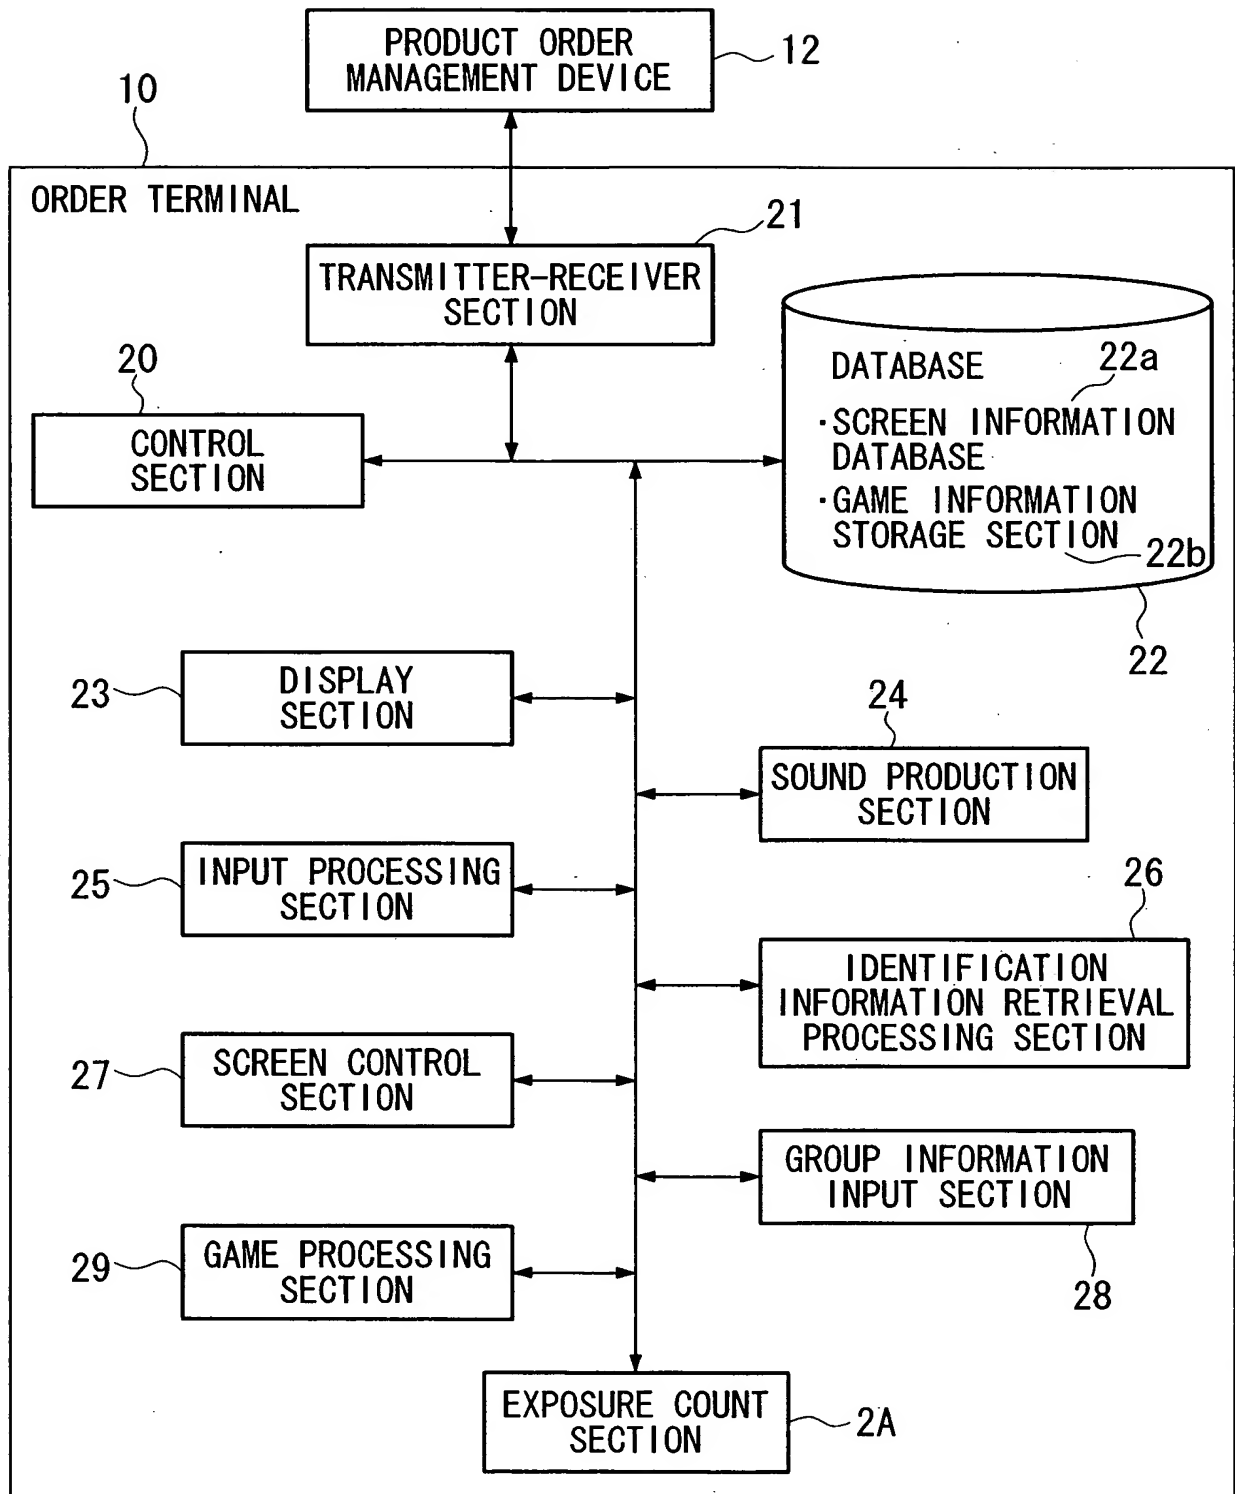 PRODUCT ORDER
MANAGEMENT DEVICE
12
10
ORDER TERMINAL
21
TRANSMITTER-RECEIVER
SECTION
20
CONTROL
SECTION
DATABASE
22a
・SCREEN INFORMATION
DATABASE
・GAME INFORMATION
STORAGE SECTION
22b
22
23
DISPLAY
SECTION
24
SOUND PRODUCTION
SECTION
25
INPUT PROCESSING
SECTION
26
IDENTIFICATION
INFORMATION RETRIEVAL
PROCESSING SECTION
27
SCREEN CONTROL
SECTION
GROUP INFORMATION
INPUT SECTION
28
29
GAME PROCESSING
SECTION
EXPOSURE COUNT
SECTION
2A